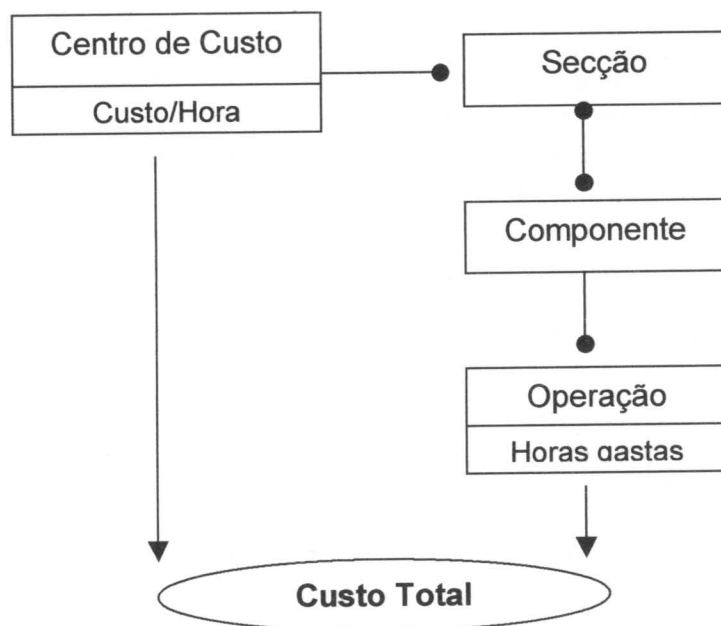 Centro de Custo
Custo/Hora
Secção
Componente
Operação
Horas gastas
Custo Total